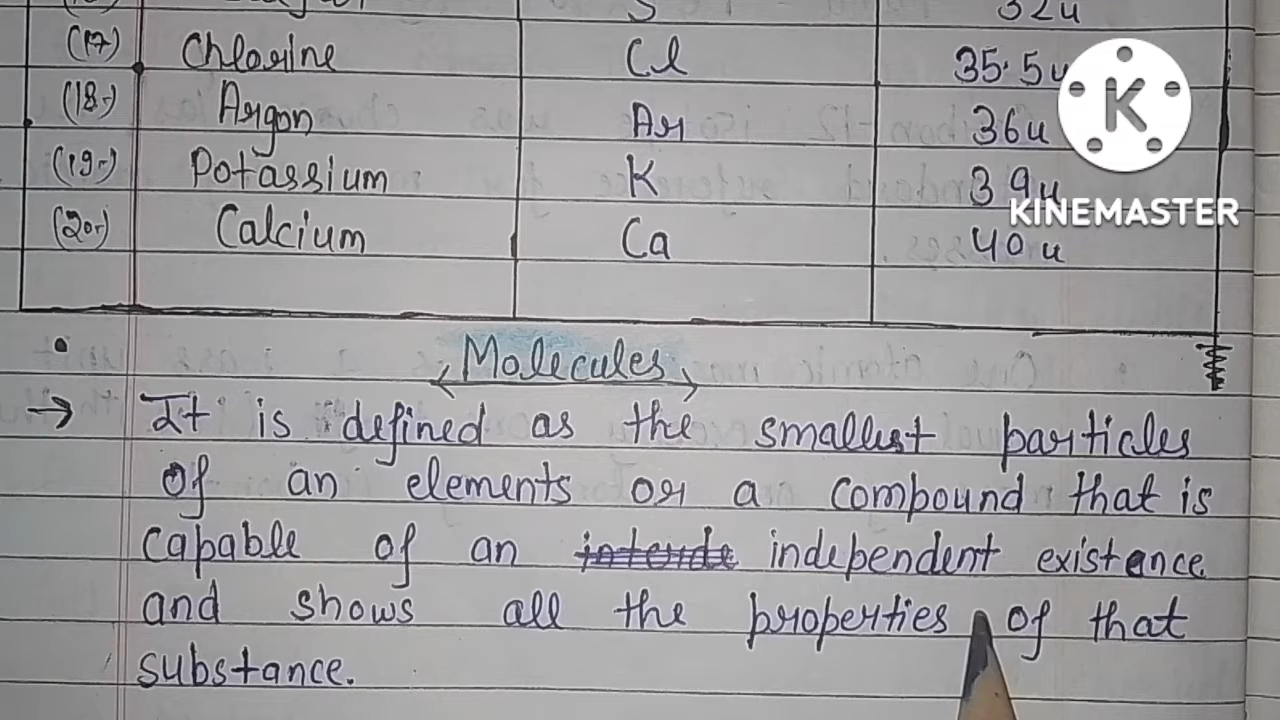 S 32u
(17) Chlorine Cl 35.5u
(18-) Argon Ar 36u
(19-) Potassium K 39u
(20-) Calcium Ca 40u
K
KINEMASTER
• Molecules
→ It is defined as the smallest particles
of an elements or a compound that is
capable of an independent existance
and shows all the properties of that
substance.